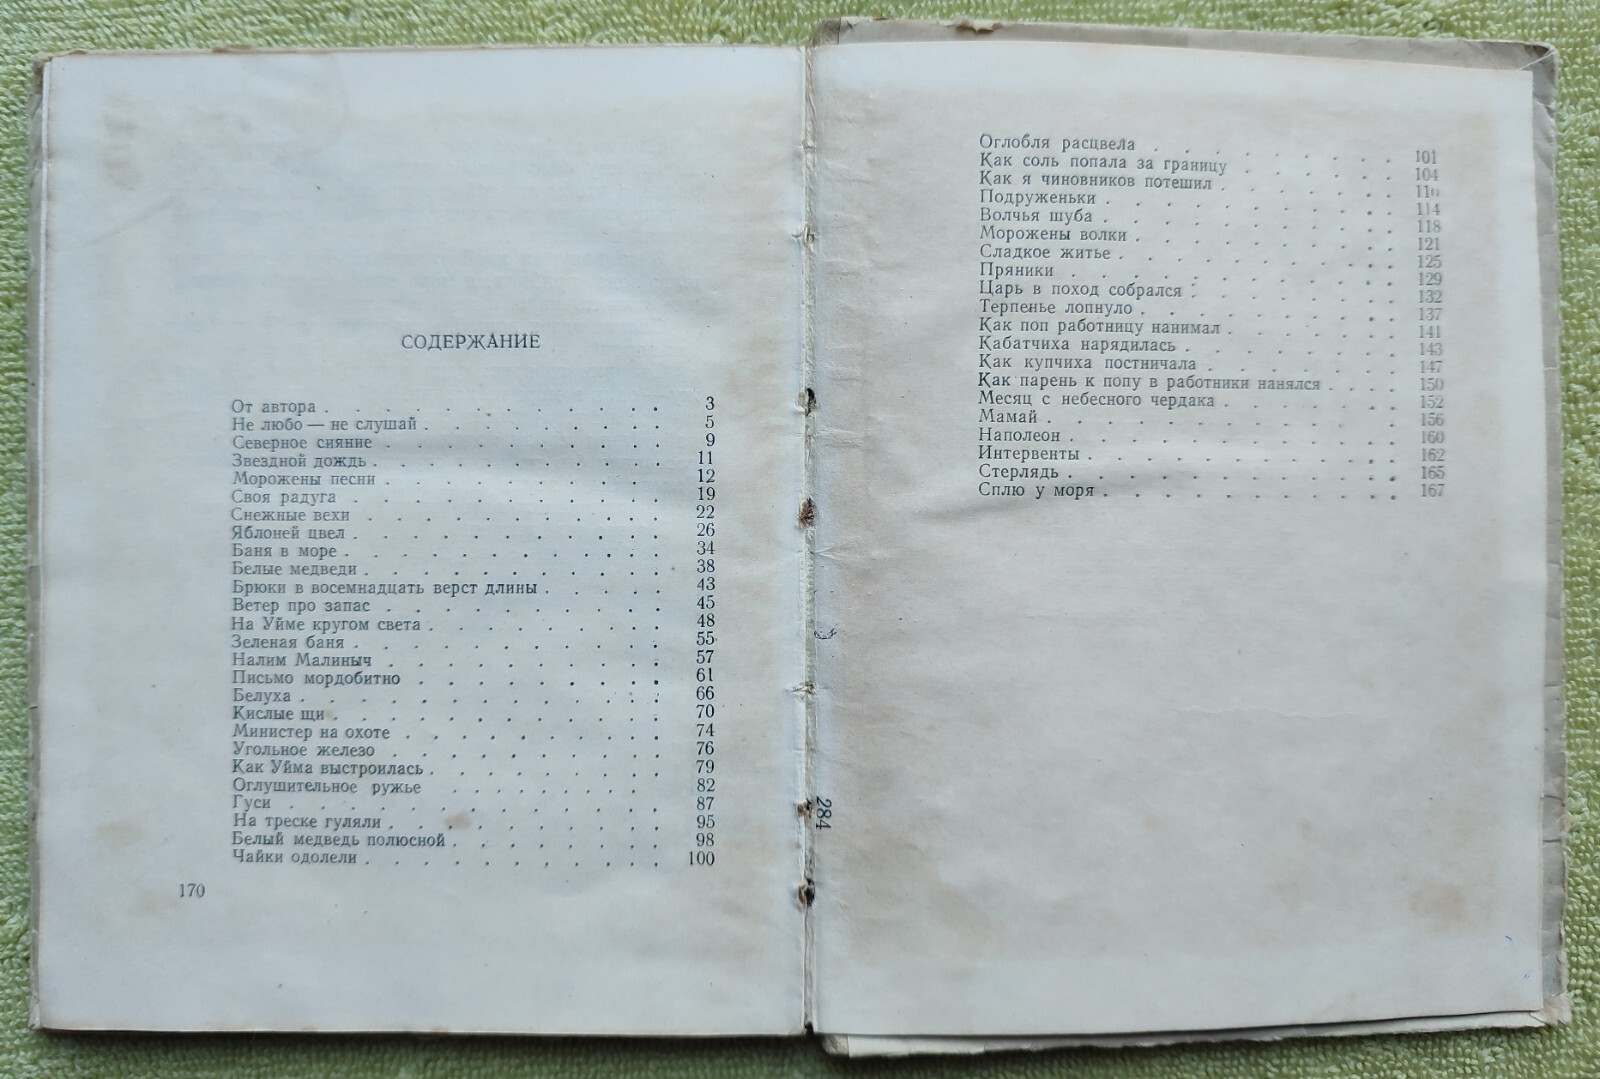 СОДЕРЖАНИЕ
От автора . . . . . . . . . . . 3
Не любо — не слушай . . . . . . . . 5
Северное сияние . . . . . . . . . 9
Звездной дождь . . . . . . . . . 11
Морожены песни . . . . . . . . . 12
Своя радуга . . . . . . . . . . 19
Снежные вехи . . . . . . . . . . 22
Яблоней цвел . . . . . . . . . . 26
Баня в море . . . . . . . . . . 34
Белые медведи . . . . . . . . . 38
Брюки в восемнадцать верст длины . . . . . 43
Ветер про запас . . . . . . . . . 45
На Уйме кругом света . . . . . . . . 48
Зеленая баня . . . . . . . . . . 55
Налим Малиныч . . . . . . . . . 57
Письмо мордобитно . . . . . . . . 61
Белуха . . . . . . . . . . . 66
Кислые щи . . . . . . . . . . . 70
Министер на охоте . . . . . . . . 74
Угольное железо . . . . . . . . . 76
Как Уйма выстроилась . . . . . . . . 79
Оглушительное ружье . . . . . . . 82
Гуси . . . . . . . . . . . . 87
На треске гуляли . . . . . . . . . 95
Белый медведь полюсной . . . . . . . 98
Чайки одолели . . . . . . . . . . 100
170
Оглобля расцвела . . . . . . . . . 101
Как соль попала за границу . . . . . . 104
Как я чиновников потешил . . . . . . . 110
Подруженьки . . . . . . . . . . 114
Волчья шуба . . . . . . . . . . 118
Морожены волки . . . . . . . . . 121
Сладкое житье . . . . . . . . . . 125
Пряники . . . . . . . . . . . 129
Царь в поход собрался . . . . . . . . 132
Терпенье лопнуло . . . . . . . . . 137
Как поп работницу нанимал . . . . . . . 141
Кабатчиха нарядилась . . . . . . . . 143
Как купчиха постничала . . . . . . . . 147
Как парень к попу в работники нанялся . . . . 150
Месяц с небесного чердака . . . . . . . 152
Мамай . . . . . . . . . . . . 156
Наполеон . . . . . . . . . . . 160
Интервенты . . . . . . . . . . . 162
Стерлядь . . . . . . . . . . . 165
Сплю у моря . . . . . . . . . . 167
284